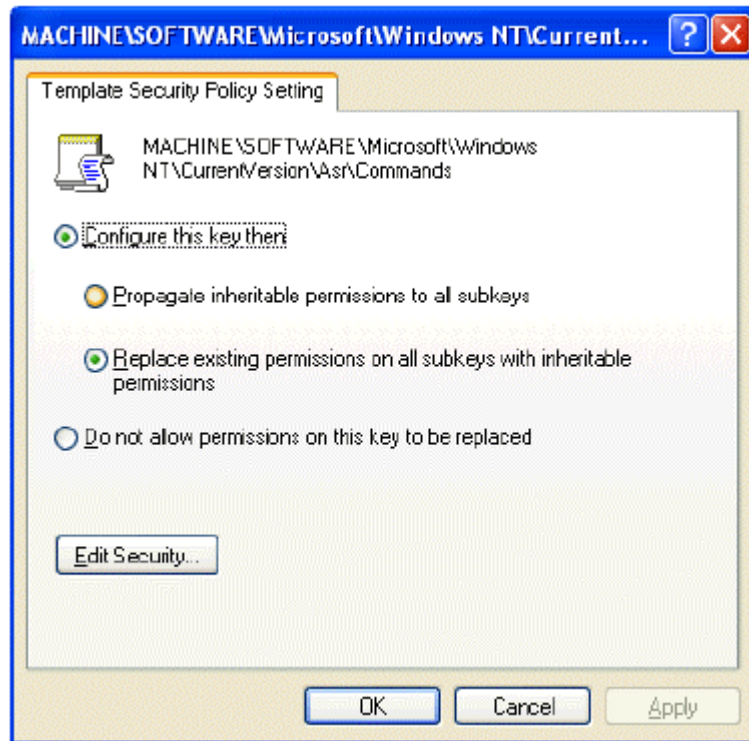 MACHINE\SOFTWARE\Microsoft\Windows NT\Current...
Template Security Policy Setting
MACHINE\SOFTWARE\Microsoft\Windows
NT\CurrentVersion\Asr\Commands
Configure this key then
Propagate inheritable permissions to all subkeys
Replace existing permissions on all subkeys with inheritable
permissions
Do not allow permissions on this key to be replaced
Edit Security...
OK Cancel Apply